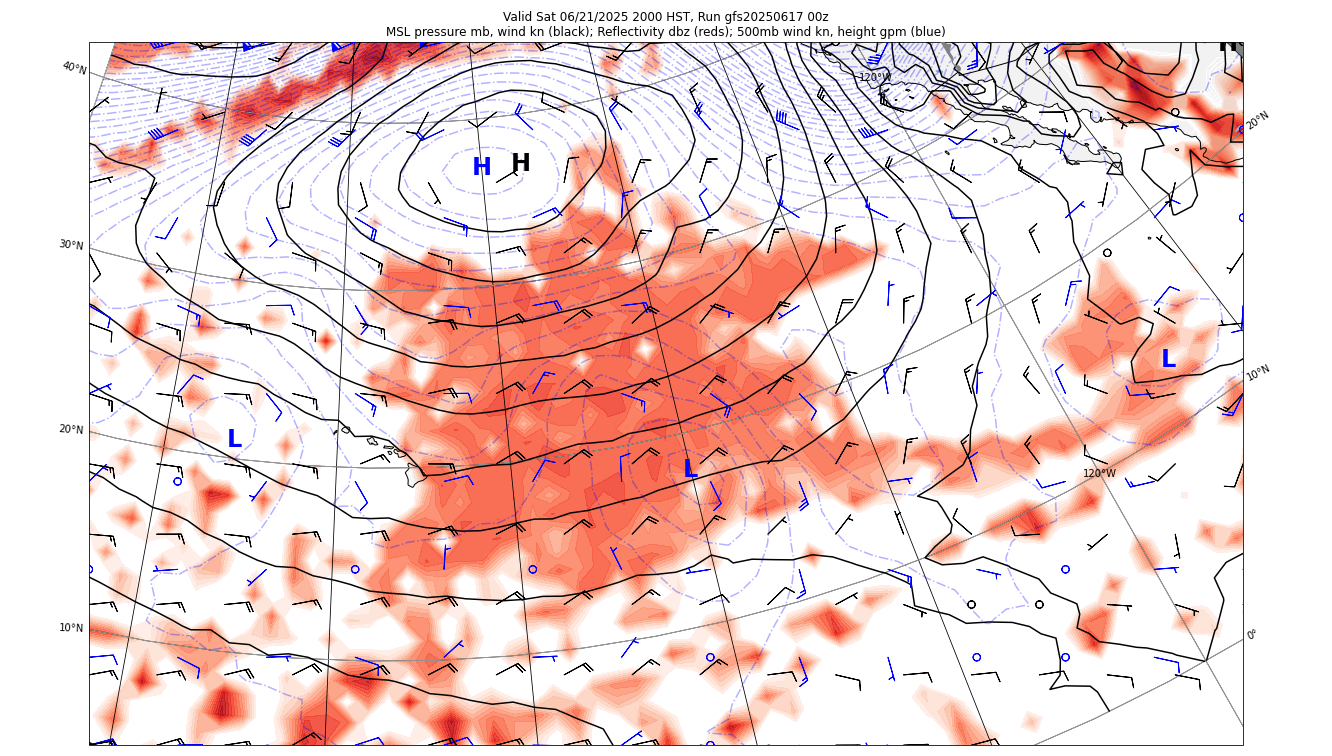 Valid Sat 06/21/2025 2000 HST, Run gfs20250617 00z
MSL pressure mb, wind kn (black); Reflectivity dbz (reds); 500mb wind kn, height gpm (blue)
40°N
120°W
20°N
H H
30°N
L
10°N
20°N
L
L
120°W
10°N
0°